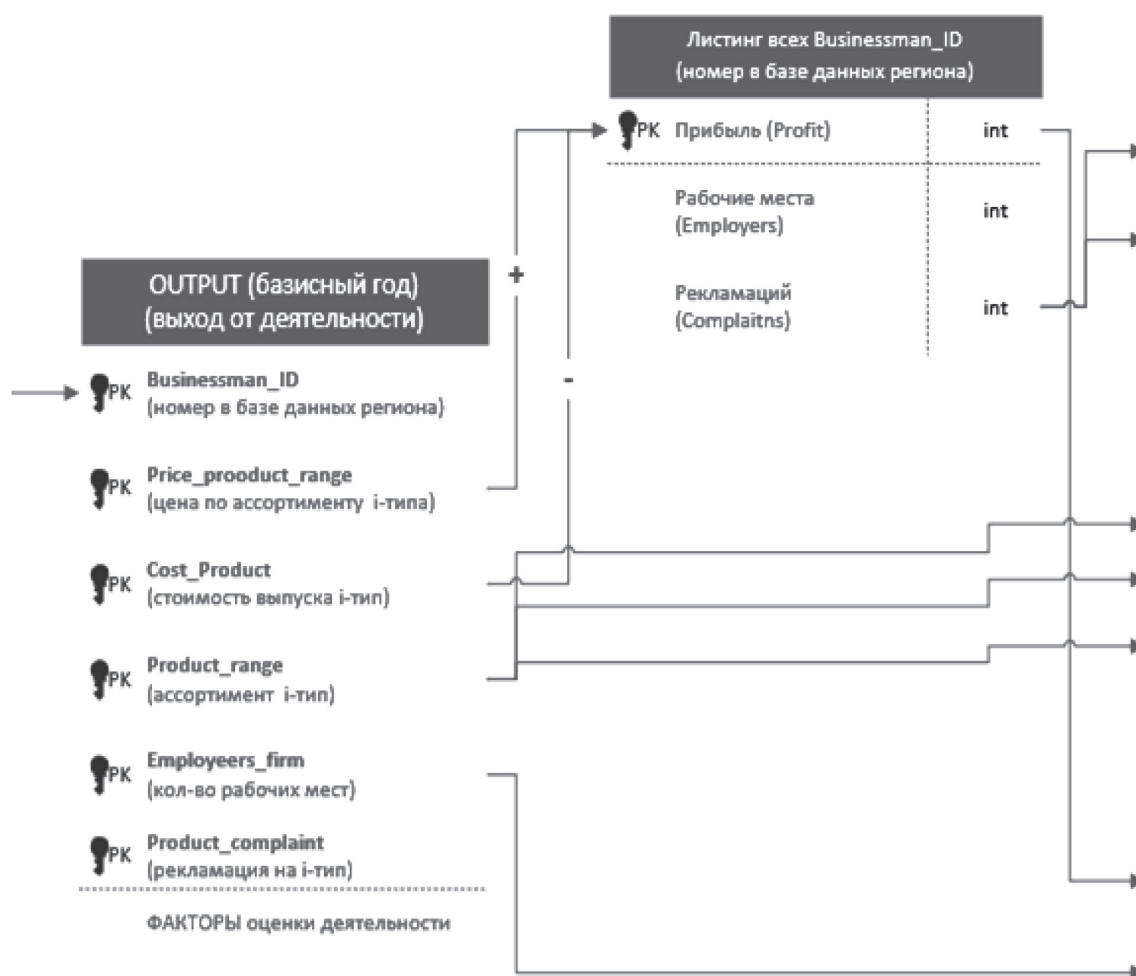 Листинг всех Businessman_ID
(номер в базе данных региона)
PK Прибыль (Profit) int
Рабочие места
(Employers)
int
Рекламаций
(Complaitns)
int
OUTPUT (базисный год)
(выход от деятельности)
+
-
PK Businessman_ID
(номер в базе данных региона)
PK Price_prooduct_range
(цена по ассортименту i-типа)
PK Cost_Product
(стоимость выпуска i-тип)
PK Product_range
(ассортимент i-тип)
PK Employeers_firm
(кол-во рабочих мест)
PK Product_complaint
(рекламация на i-тип)
ФАКТОРЫ оценки деятельности